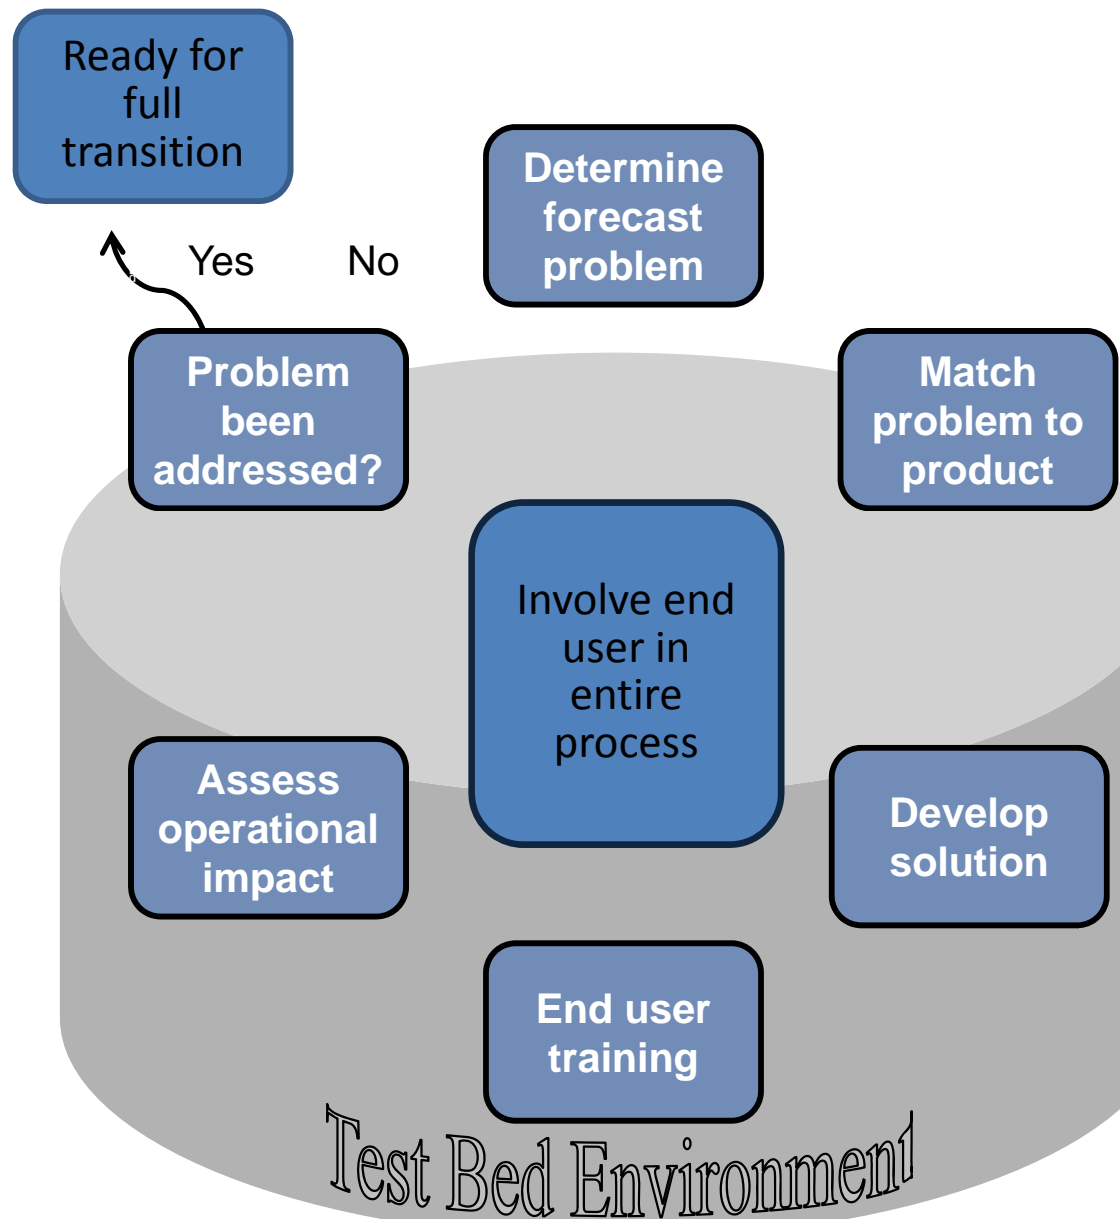 Ready for
full
transition
Determine
forecast
problem
Yes
No
Problem
been
addressed?
Match
problem to
product
Involve end
user in
entire
process
Assess
operational
impact
Develop
solution
End user
training
Test Bed Environment